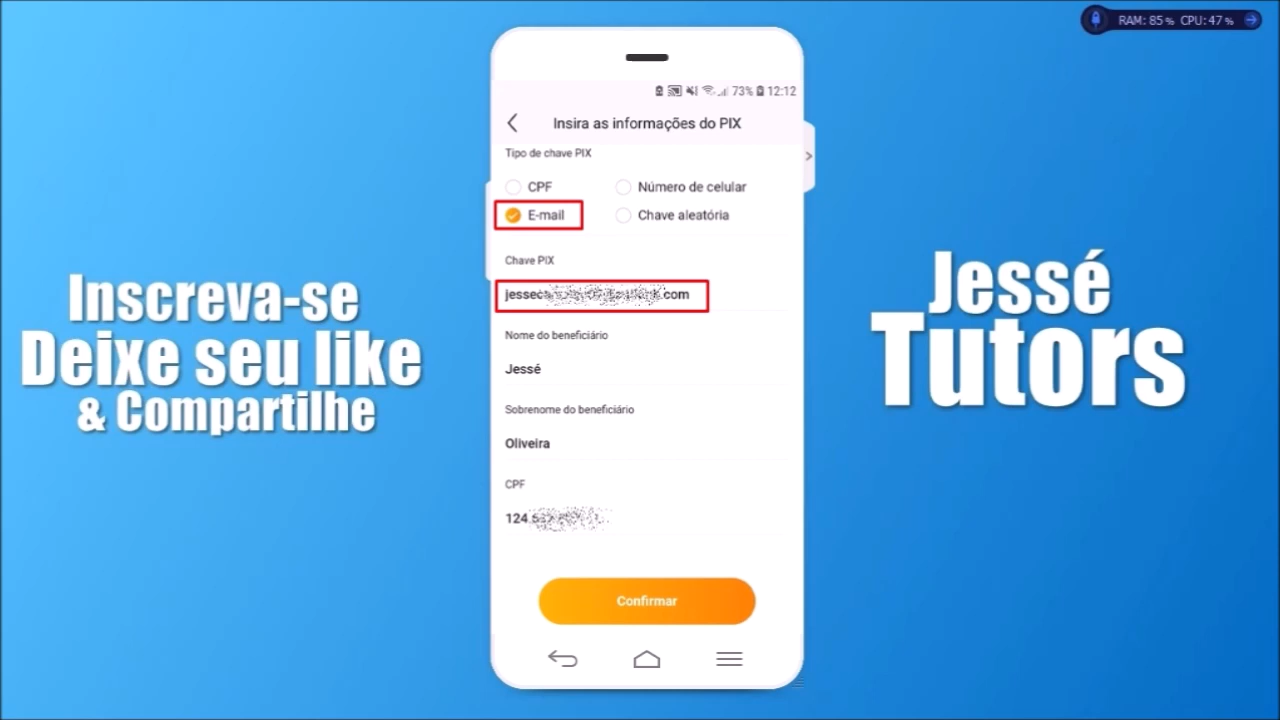 RAM: 85% CPU: 47%
73% 12:12
Insira as informações do PIX
Tipo de chave PIX
CPF
Número de celular
E-mail
Chave aleatória
Chave PIX
.com
Nome do beneficiário
Jessé
Sobrenome do beneficiário
Oliveira
CPF
124
Confirmar
Inscreva-se
Deixe seu like
& Compartilhe
Jessé
Tutors